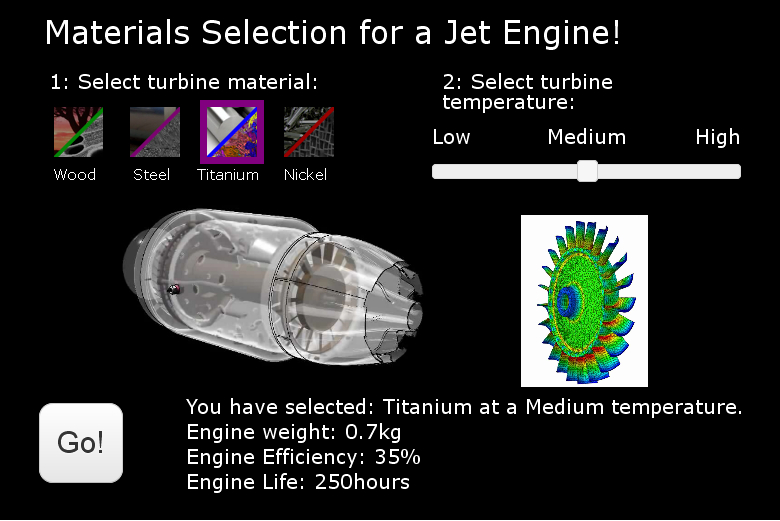 Materials Selection for a Jet Engine!
1: Select turbine material:
Wood
Steel
Titanium
Nickel
2: Select turbine
temperature:
Low
Medium
High
Go!
You have selected: Titanium at a Medium temperature.
Engine weight: 0.7kg
Engine Efficiency: 35%
Engine Life: 250hours